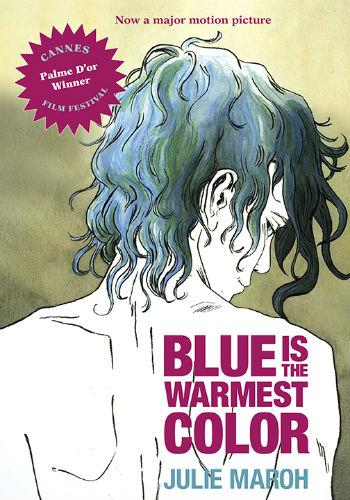 Now a major motion picture
CANNES
Palme D'or
Winner
FILM FESTIVAL
BLUE IS THE
WARMEST
COLOR
JULIE MAROH